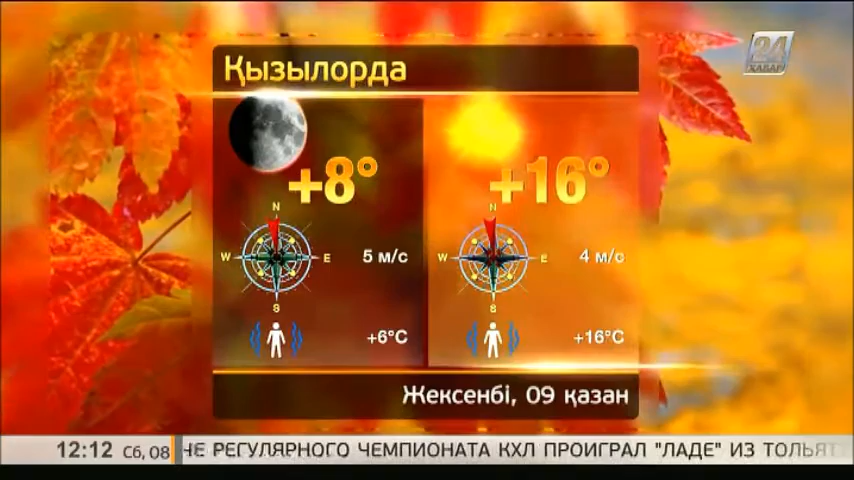 Қызылорда
24
ХАБАР
+8°
+16°
N
W
E
S
5 м/с
N
W
E
S
4 м/с
+6°C
+16°C
Жексенбі, 09 қазан
12:12 Сб, 08
НЕ РЕГУЛЯРНОГО ЧЕМПИОНАТА КХЛ ПРОИГРАЛ "ЛАДЕ" ИЗ ТОЛЬЯТ